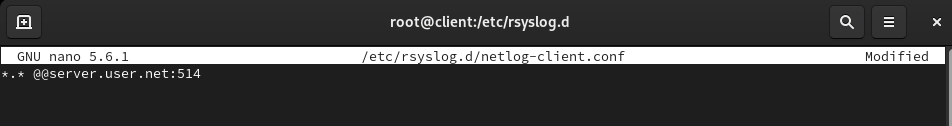 root@client:/etc/rsyslog.d
GNU nano 5.6.1 /etc/rsyslog.d/netlog-client.conf Modified
*.* @@server.user.net:514